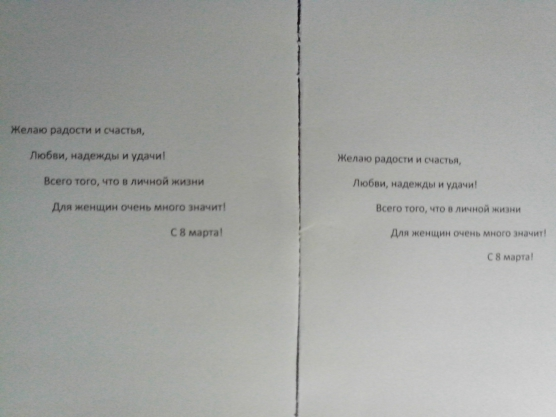 Желаю радости и счастья,
Любви, надежды и удачи!
Всего того, что в личной жизни
Для женщин очень много значит!
С 8 марта!
Желаю радости и счастья,
Любви, надежды и удачи!
Всего того, что в личной жизни
Для женщин очень много значит!
С 8 марта!